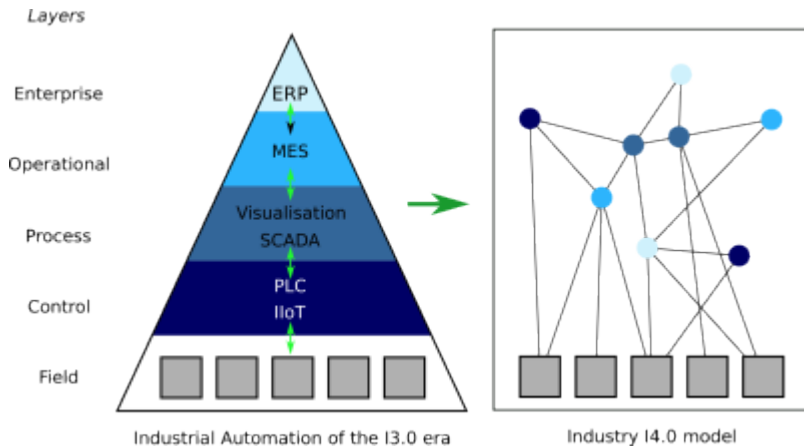 Layers
Enterprise
ERP
Operational
MES
Process
Visualisation
SCADA
Control
PLC
IIoT
Field
Industrial Automation of the I3.0 era
Industry I4.0 model